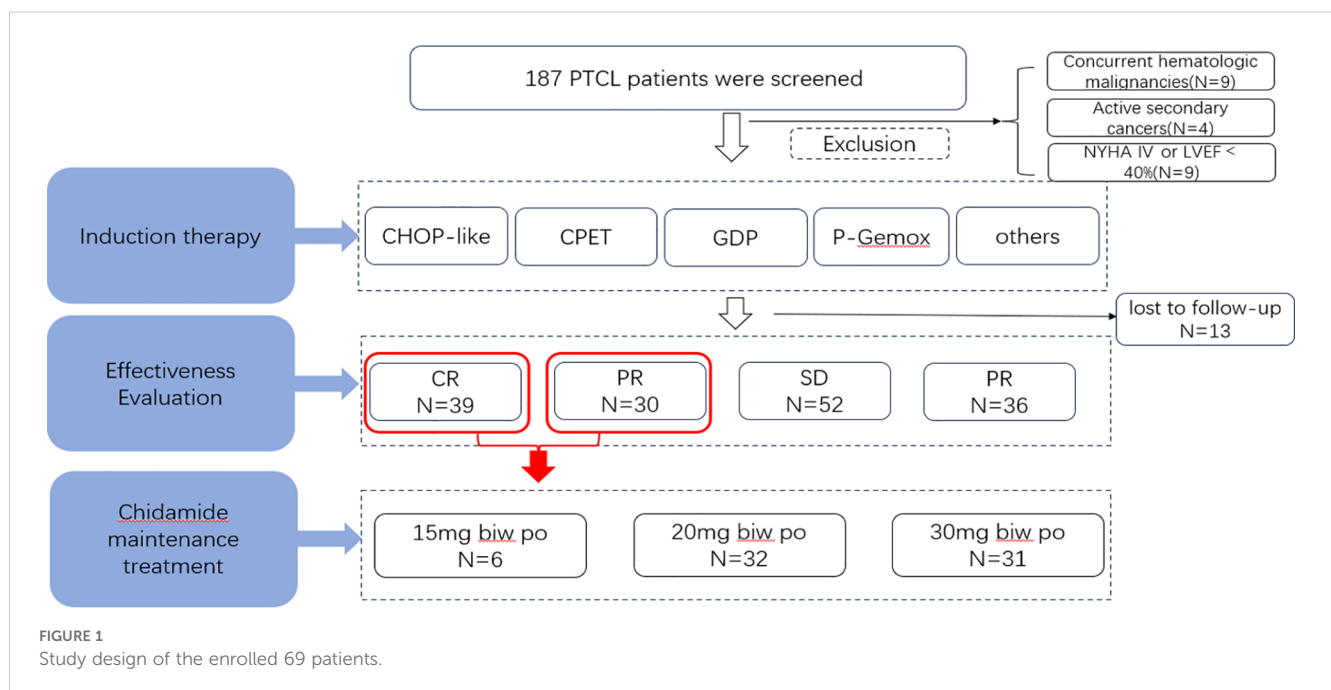 187 PTCL patients were screened
Concurrent hematologic
malignancies(N=9)
Active secondary
cancers(N=4)
NYHA IV or LVEF <
40%(N=9)
Exclusion
Induction therapy
CHOP-like
CPET
GDP
P-Gemox
others
lost to follow-up
N=13
Effectiveness
Evaluation
CR
N=39
PR
N=30
SD
N=52
PR
N=36
Chidamide
maintenance
treatment
15mg biw po
N=6
20mg biw po
N=32
30mg biw po
N=31
FIGURE 1
Study design of the enrolled 69 patients.